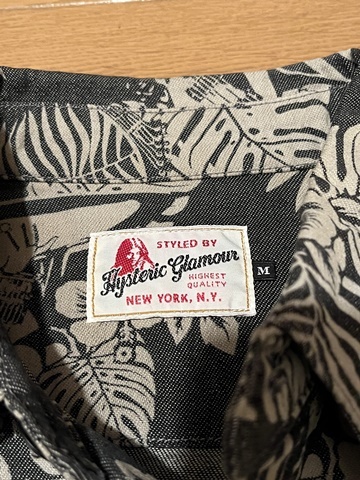 STYLED BY
Hysteric Glamour
HIGHEST
QUALITY
NEW YORK, N.Y.
M